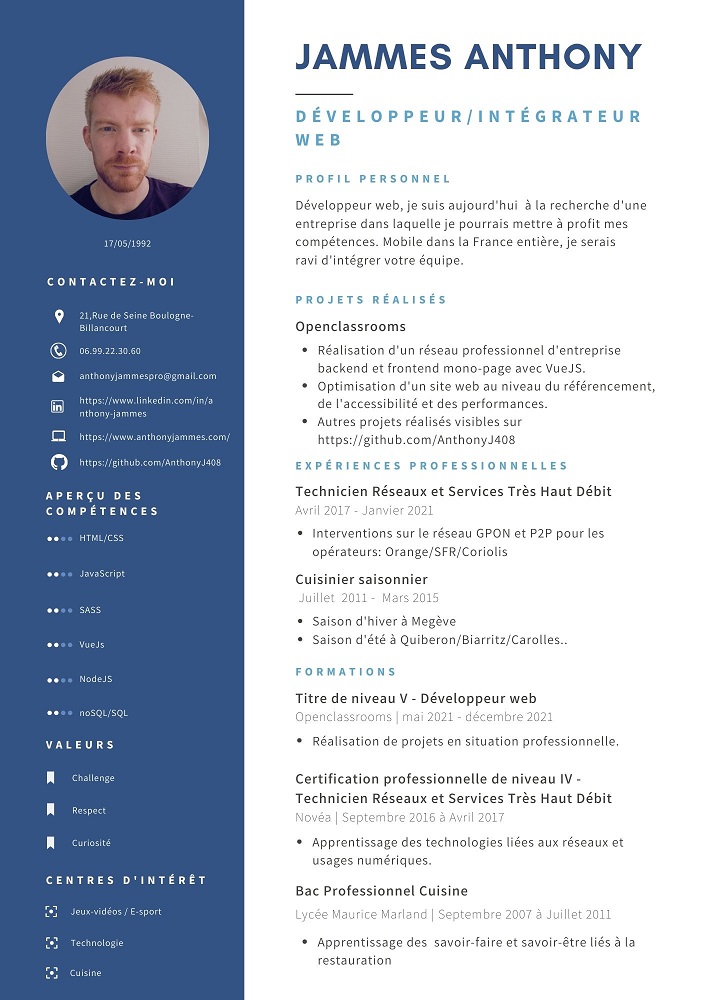 17/05/1992
CONTACTEZ-MOI
21,Rue de Seine Boulogne-
Billancourt
06.99.22.30.60
anthonyjammespro@gmail.com
https://www.linkedin.com/in/a
nthony-jammes
https://www.anthonyjammes.com/
https://github.com/AnthonyJ408
APERÇU DES
COMPÉTENCES
HTML/CSS
JavaScript
SASS
VueJs
NodeJS
noSQL/SQL
VALEURS
Challenge
Respect
Curiosité
CENTRES D'INTÉRÊT
Jeux-vidéos / E-sport
Technologie
Cuisine
JAMMES ANTHONY
DÉVELOPPEUR/INTÉGRATEUR
WEB
PROFIL PERSONNEL
Développeur web, je suis aujourd'hui  à la recherche d'une
entreprise dans laquelle je pourrais mettre à profit mes
compétences. Mobile dans la France entière, je serais
ravi d'intégrer votre équipe.
PROJETS RÉALISÉS
Openclassrooms
• Réalisation d'un réseau professionnel d'entreprise
backend et frontend mono-page avec VueJS.
• Optimisation d'un site web au niveau du référencement,
de l'accessibilité et des performances.
• Autres projets réalisés visibles sur
https://github.com/AnthonyJ408
EXPÉRIENCES PROFESSIONNELLES
Technicien Réseaux et Services Très Haut Débit
Avril 2017 - Janvier 2021
• Interventions sur le réseau GPON et P2P pour les
opérateurs: Orange/SFR/Coriolis
Cuisinier saisonnier
Juillet  2011 -  Mars 2015
• Saison d'hiver à Megève
• Saison d'été à Quiberon/Biarritz/Carolles..
FORMATIONS
Titre de niveau V - Développeur web
Openclassrooms | mai 2021 - décembre 2021
• Réalisation de projets en situation professionnelle.
Certification professionnelle de niveau IV -
Technicien Réseaux et Services Très Haut Débit
Novéa | Septembre 2016 à Avril 2017
• Apprentissage des technologies liées aux réseaux et
usages numériques.
Bac Professionnel Cuisine
Lycée Maurice Marland | Septembre 2007 à Juillet 2011
• Apprentissage des  savoir-faire et savoir-être liés à la
restauration